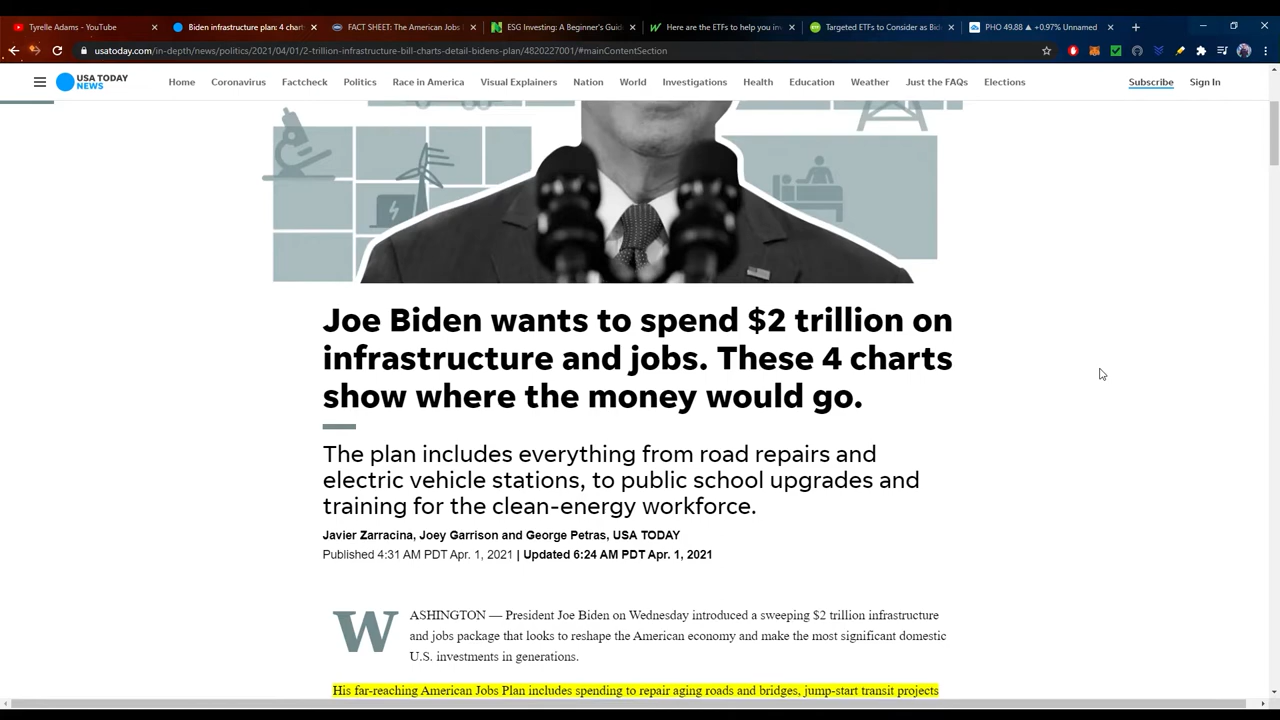 Tyrelle Adams - YouTube
Biden infrastructure plan: 4 chart
FACT SHEET: The American Jobs
ESG Investing: A Beginner's Guid
Here are the ETFs to help you inv
Targeted ETFs to Consider as Bid
PHO 49.88 ▲ +0.97% Unnamed
usatoday.com/in-depth/news/politics/2021/04/01/2-trillion-infrastructure-bill-charts-detail-bidens-plan/4820227001/#mainContentSection
USA TODAY
NEWS
Home
Coronavirus
Factcheck
Politics
Race in America
Visual Explainers
Nation
World
Investigations
Health
Education
Weather
Just the FAQs
Elections
Subscribe
Sign In
Joe Biden wants to spend $2 trillion on
infrastructure and jobs. These 4 charts
show where the money would go.
The plan includes everything from road repairs and
electric vehicle stations, to public school upgrades and
training for the clean-energy workforce.
Javier Zarracina, Joey Garrison and George Petras, USA TODAY
Published 4:31 AM PDT Apr. 1, 2021 | Updated 6:24 AM PDT Apr. 1, 2021
WASHINGTON — President Joe Biden on Wednesday introduced a sweeping $2 trillion infrastructure
and jobs package that looks to reshape the American economy and make the most significant domestic
U.S. investments in generations.
His far-reaching American Jobs Plan includes spending to repair aging roads and bridges, jump-start transit projects